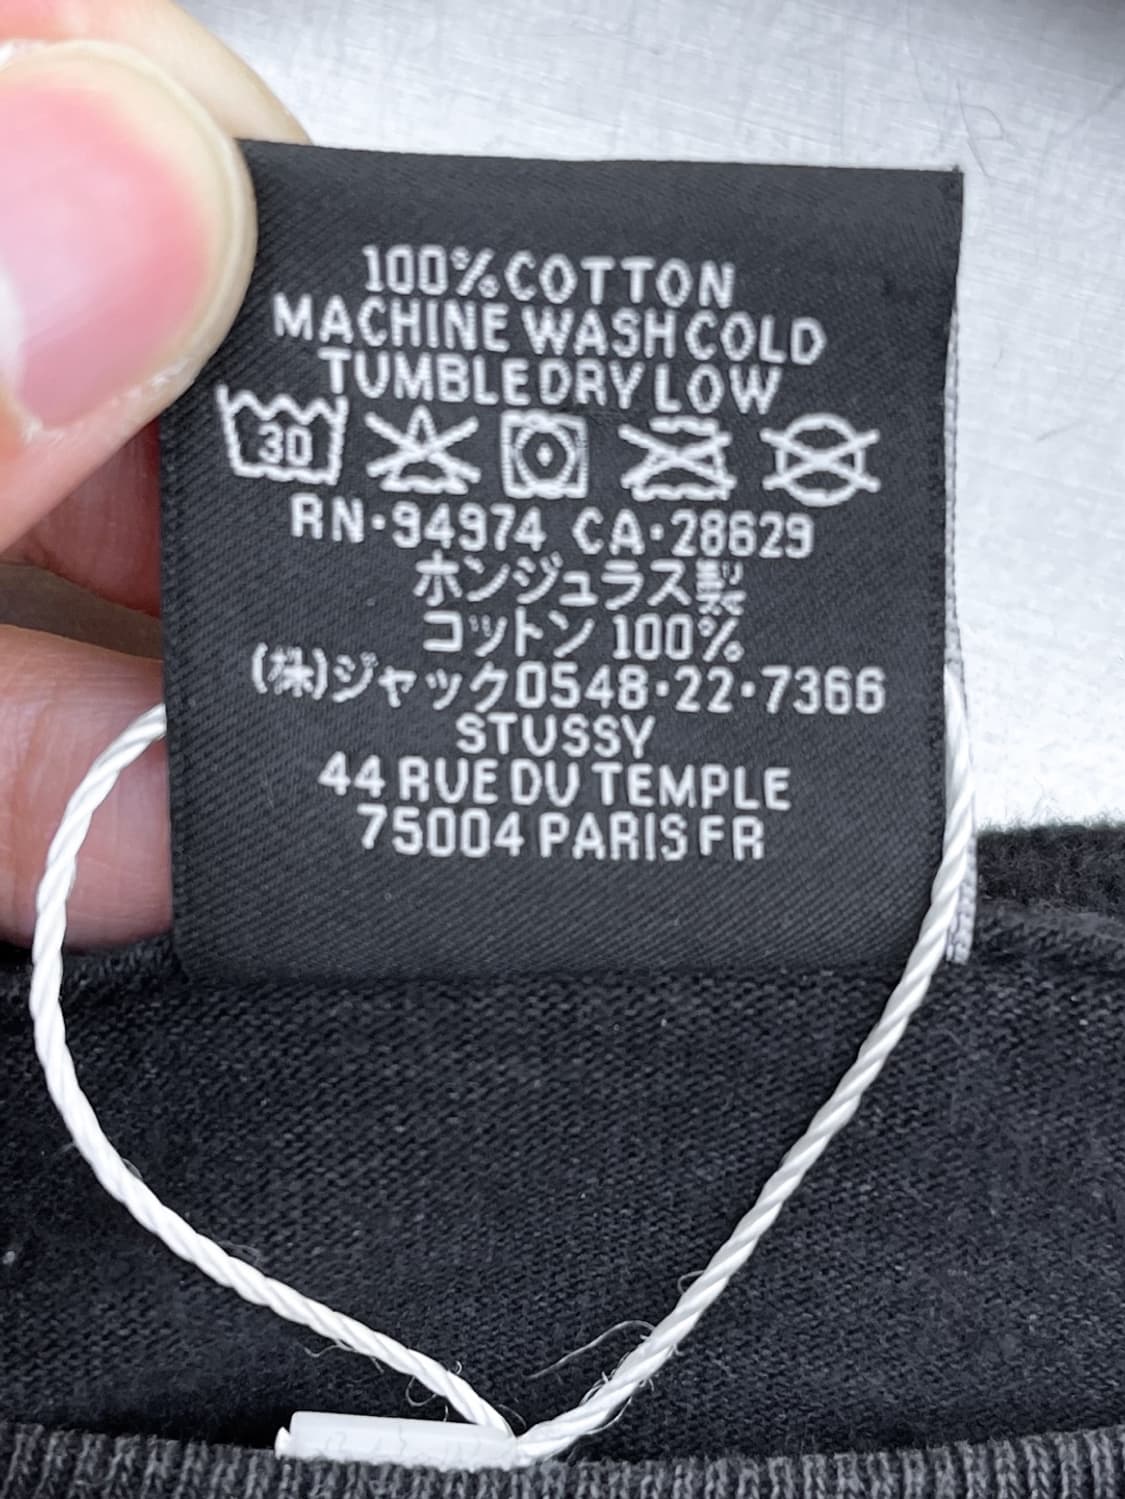 100% COTTON
MACHINE WASH COLD
TUMBLE DRY LOW
30
RN·94974 CA·28629
ホンジュラス製
コットン 100%
(株)ジャック0548·22·7366
STUSSY
44 RUE DU TEMPLE
75004 PARIS FR